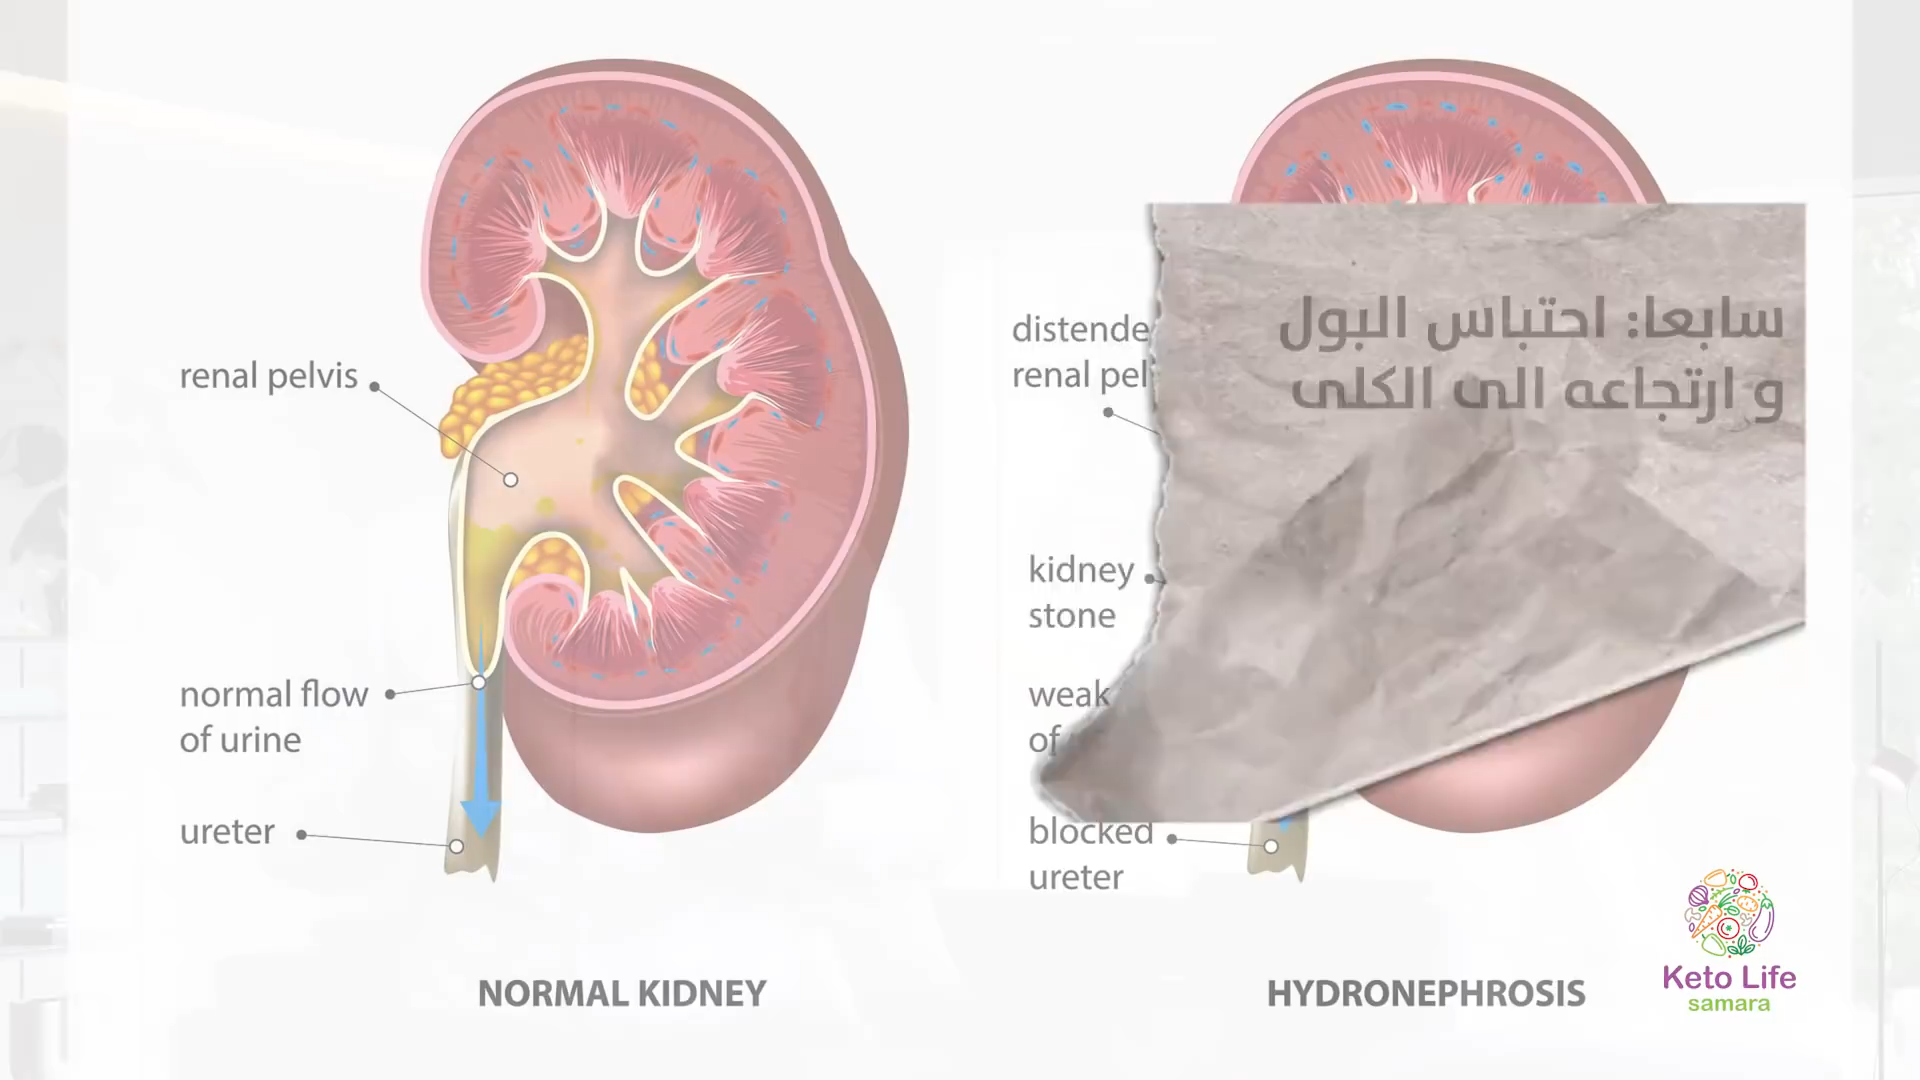 renal pelvis
normal flow
of urine
ureter
NORMAL KIDNEY
distende
renal pel
kidney
stone
weak
of
blocked
ureter
HYDRONEPHROSIS
سابعا: احتباس البول
و ارتجاعه الى الكلى
Keto Life
samara